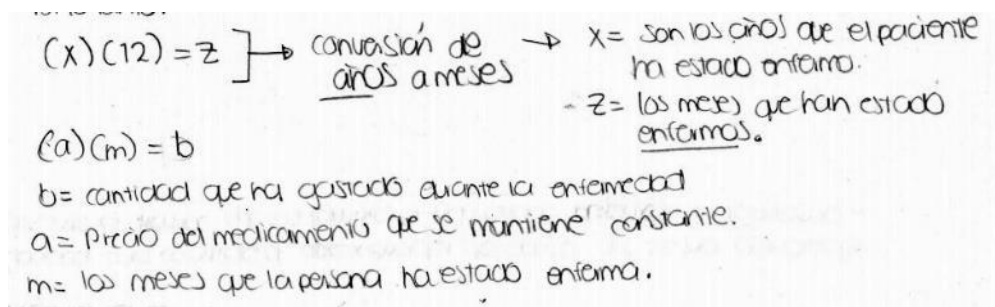 (x)(12) = z ] → conversión de años a meses → x = son los años que el paciente ha estado enfermo.
- z = los meses que han estado enfermos.
(a)(m) = b
b = cantidad que ha gastado durante la enfermedad
a = precio del medicamento que se mantiene constante.
m = los meses que la persona ha estado enferma.